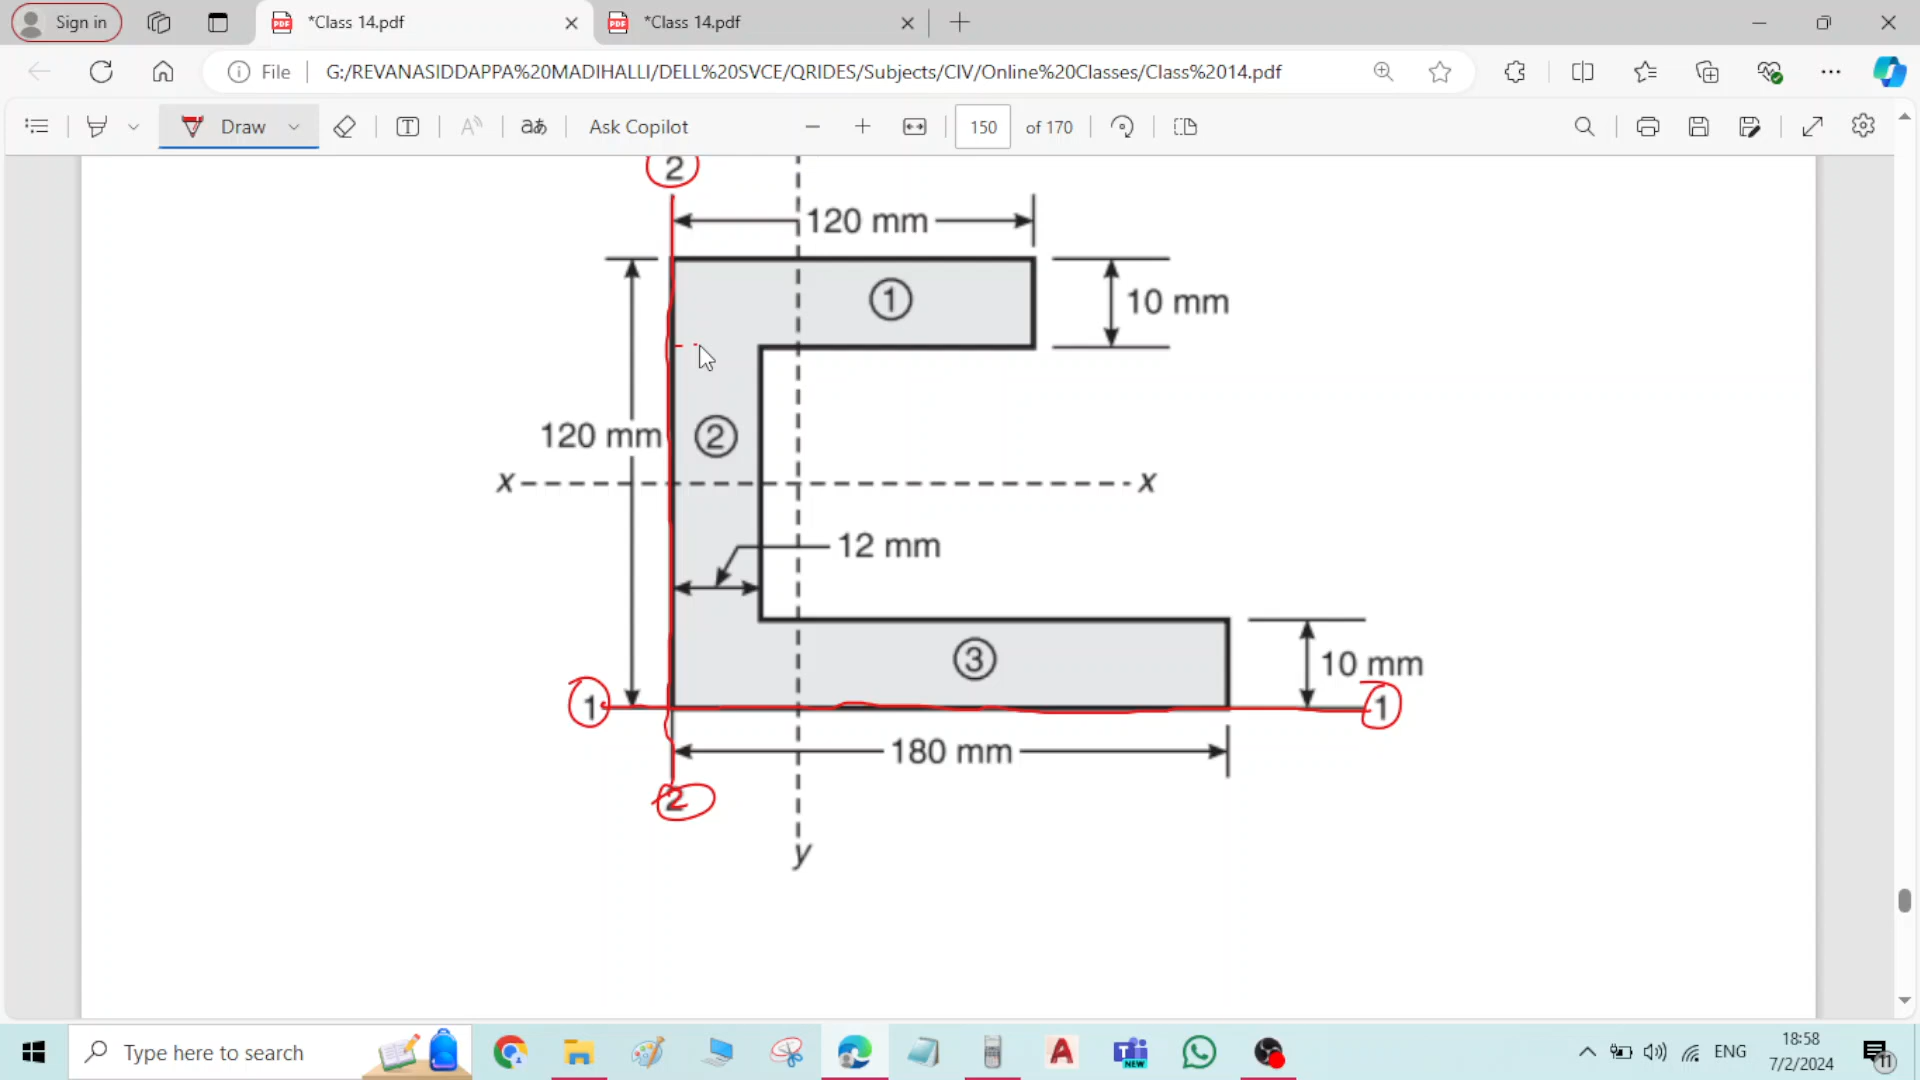 Sign in
*Class 14.pdf
*Class 14.pdf
File
G:/REVANASIDDAPPA%20MADIHALLI/DELL%20SVCE/QRIDES/Subjects/CIV/Online%20Classes/Class%2014.pdf
Draw
Ask Copilot
150 of 170
2
120 mm
1
10 mm
120 mm
2
x
x
12 mm
3
10 mm
1
1
180 mm
2
y
Type here to search
ENG
18:58
7/2/2024
11